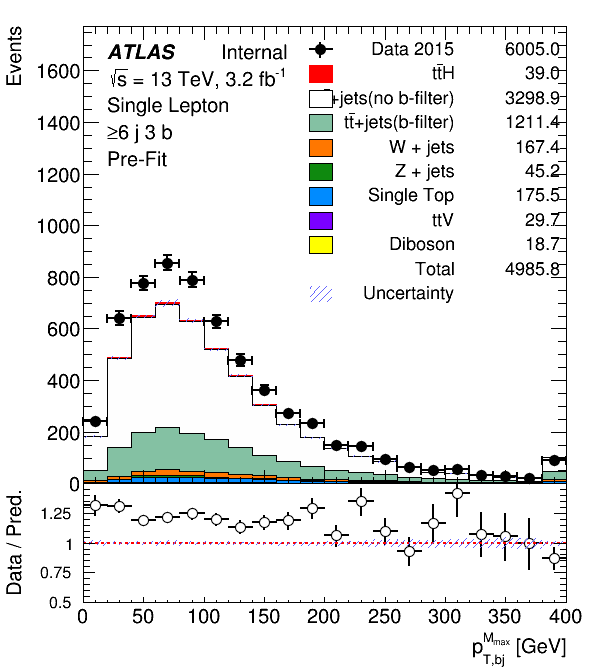 Events
ATLAS Internal
√s = 13 TeV, 3.2 fb-1
Single Lepton
≥6 j 3 b
Pre-Fit
Data 2015 6005.0
tt̄H 39.0
+jets(no b-filter) 3298.9
tt̄+jets(b-filter) 1211.4
W + jets 167.4
Z + jets 45.2
Single Top 175.5
ttV 29.7
Diboson 18.7
Total 4985.8
Uncertainty
1600
1400
1200
1000
800
600
400
200
0
Data / Pred.
1.25
1
0.75
0.5
0 50 100 150 200 250 300 350 400
p T,bj Mmax [GeV]